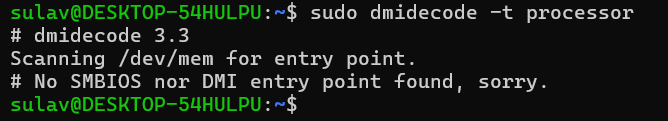 sulav@DESKTOP-54HULPU:~$ sudo dmidecode -t processor
# dmidecode 3.3
Scanning /dev/mem for entry point.
# No SMBIOS nor DMI entry point found, sorry.
sulav@DESKTOP-54HULPU:~$